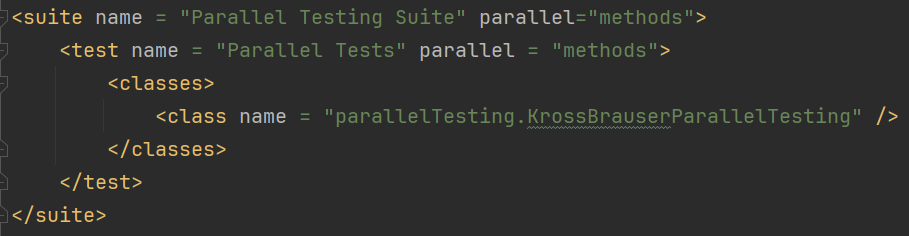 <suite name = "Parallel Testing Suite" parallel="methods">
<test name = "Parallel Tests" parallel = "methods">
<classes>
<class name = "parallelTesting.KrossBrauserParallelTesting" />
</classes>
</test>
</suite>